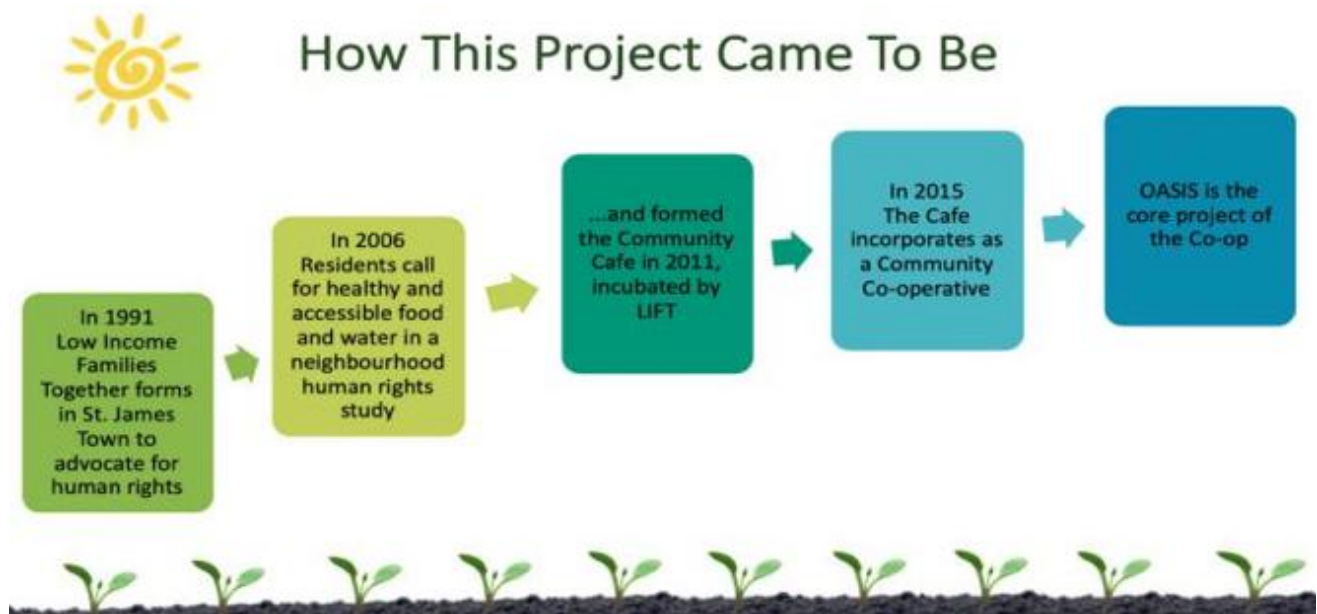 How This Project Came To Be
In 1991
Low Income
Families
Together forms
in St. James
Town to
advocate for
human rights
In 2006
Residents call
for healthy and
accessible food
and water in a
neighbourhood
human rights
study
...and formed
the Community
Cafe in 2011,
incubated by
LIFT
In 2015
The Cafe
incorporates as
a Community
Co-operative
OASIS is the
core project of
the Co-op